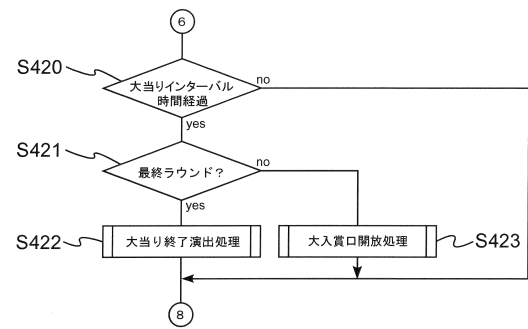 6
S420
大当りインターバル
時間経過
no
yes
S421
最終ラウンド？
no
yes
S422
大当り終了演出処理
大入賞口開放処理
S423
8